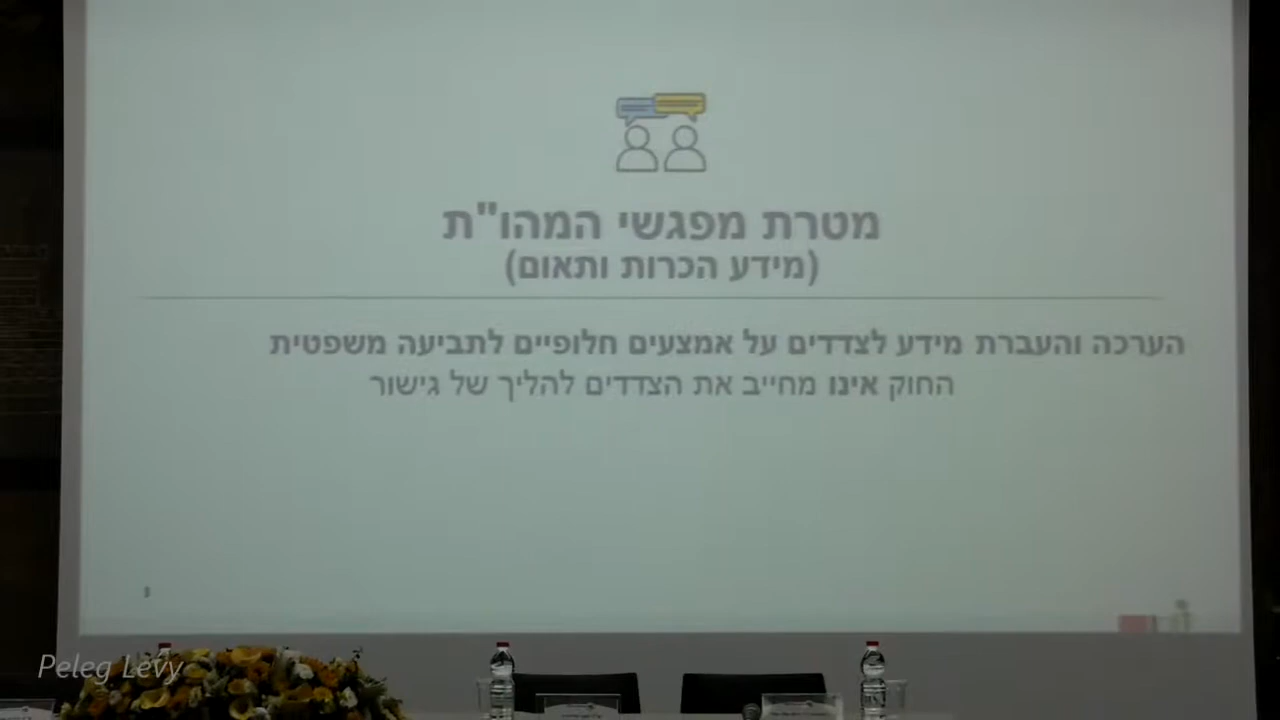 מטרת מפגשי המהו"ת
(מידע הכרות ותאום)
הערכה והעברת מידע לצדדים על אמצעים חלופיים לתביעה משפטית
החוק אינו מחייב את הצדדים להליך של גישור
Peleg Levy